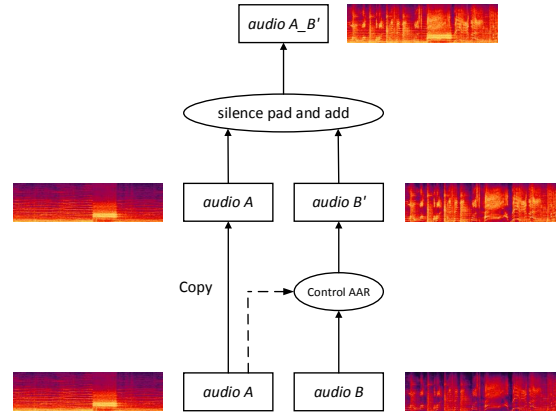 audio A_B'
silence pad and add
audio A
audio B'
Copy
Control AAR
audio A
audio B